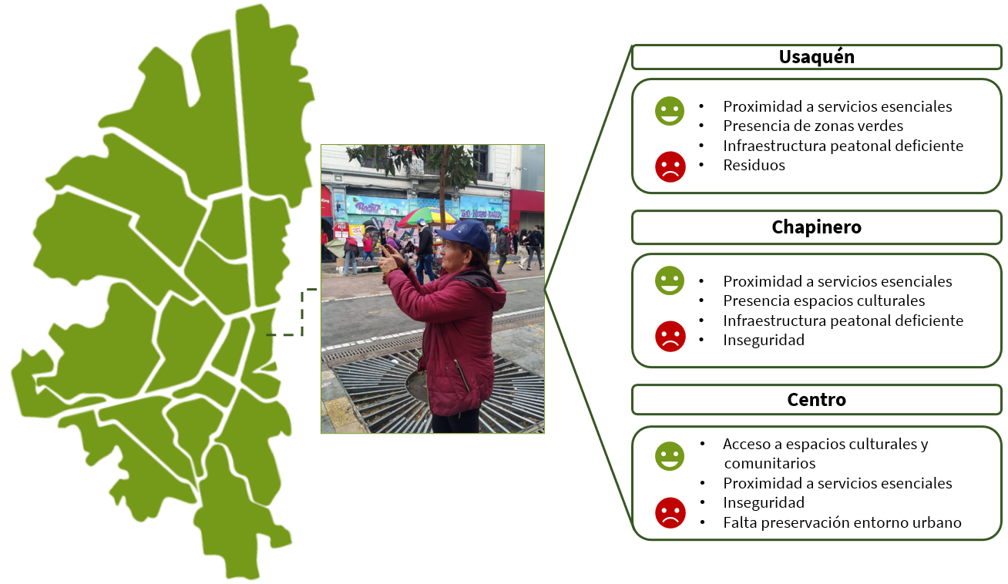 Usaquén
• Proximidad a servicios esenciales
• Presencia de zonas verdes
• Infraestructura peatonal deficiente
• Residuos
Chapinero
• Proximidad a servicios esenciales
• Presencia espacios culturales
• Infraestructura peatonal deficiente
• Inseguridad
Centro
• Acceso a espacios culturales y
comunitarios
• Proximidad a servicios esenciales
• Inseguridad
• Falta preservación entorno urbano